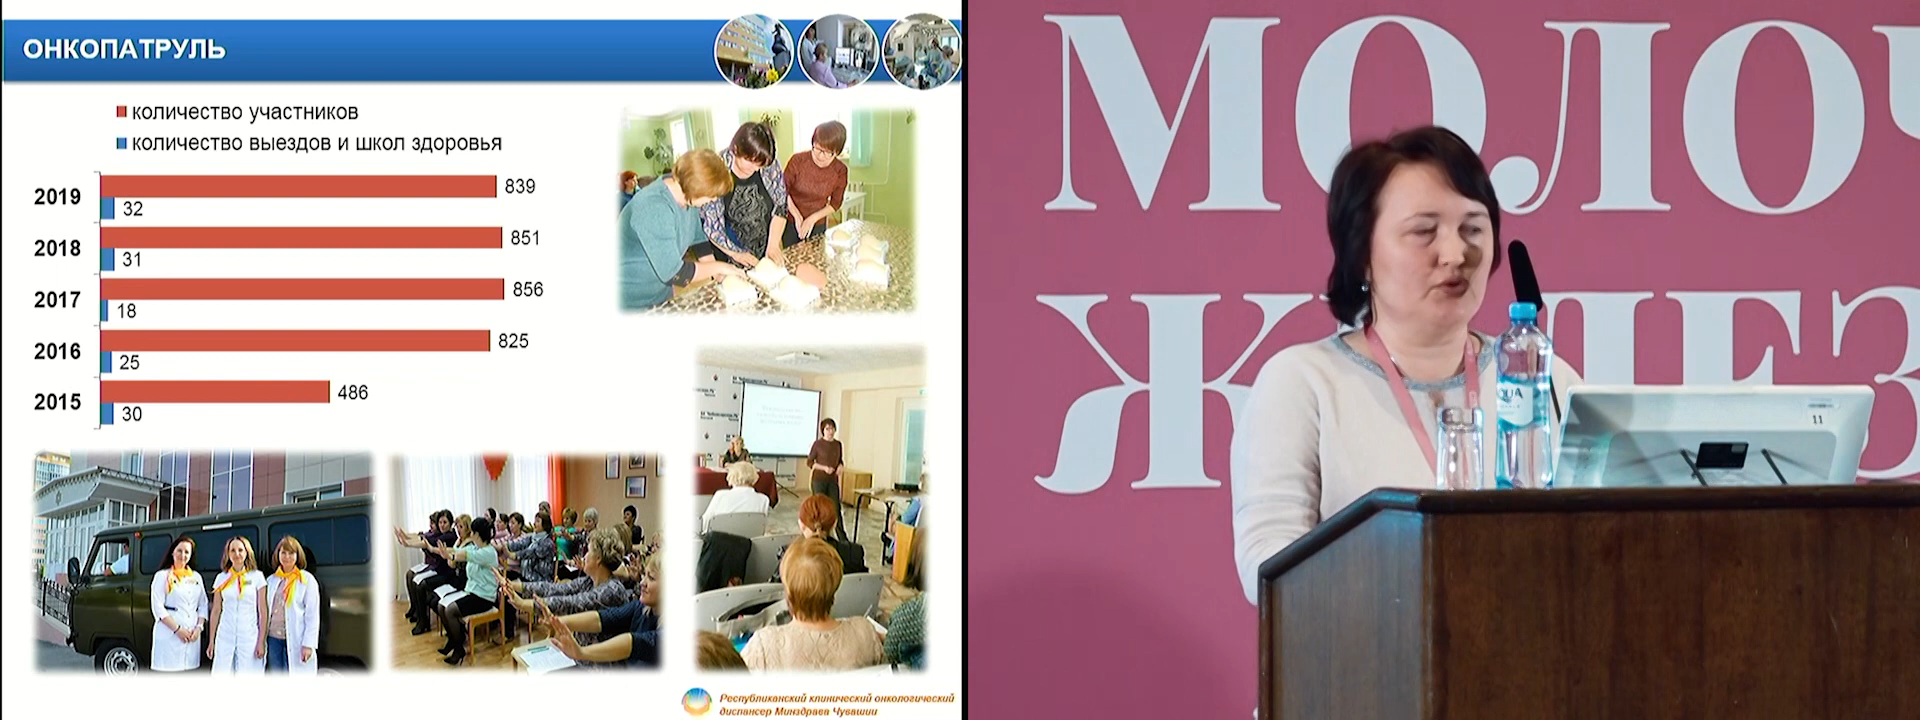 ОНКОПАТРУЛЬ
количество участников
количество выездов и школ здоровья
2019
839
32
2018
851
31
2017
856
18
2016
825
25
2015
486
30
Республиканский клинический онкологический
диспансер Минздрава Чувашии
МОЛОЧ
ЖЕЛЕЗ
11